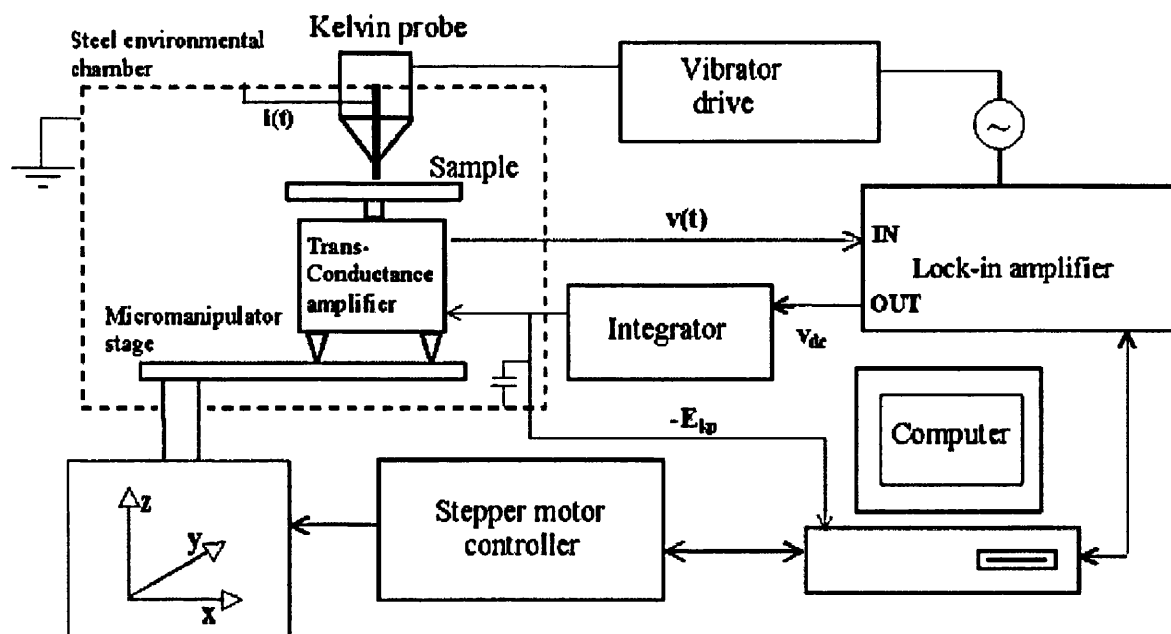 Kelvin probe
Steel environmental
chamber
i(t)
Vibrator
drive
~
Sample
v(t)
IN
Lock-in amplifier
OUT
Trans-
Conductance
amplifier
Micromanipulator
stage
Integrator
v_dc
-E_kp
Computer
Stepper motor
controller
z
y
x